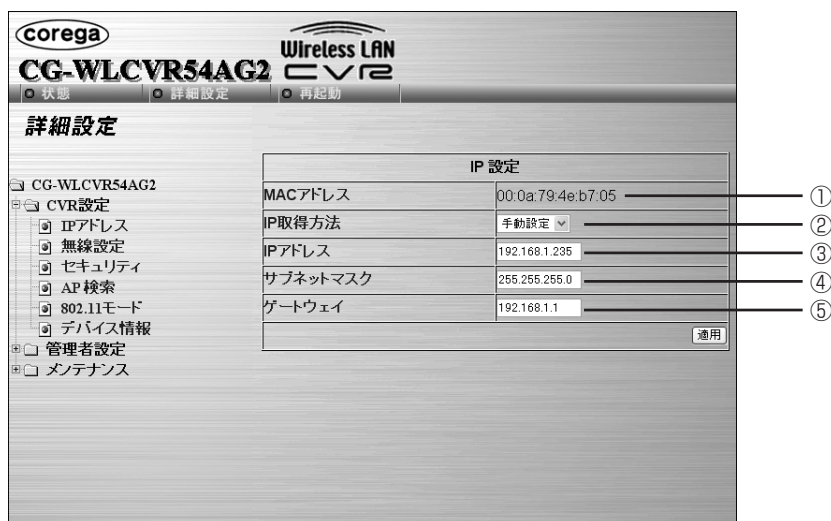 corega
Wireless LAN
CVR
CG-WLCVR54AG2
状態 詳細設定 再起動
詳細設定
CG-WLCVR54AG2
CVR設定
IPアドレス
無線設定
セキュリティ
AP 検索
802.11モード
デバイス情報
管理者設定
メンテナンス
IP 設定
MACアドレス 00:0a:79:4e:b7:05 ①
IP取得方法 手動設定 ②
IPアドレス 192.168.1.235 ③
サブネットマスク 255.255.255.0 ④
ゲートウェイ 192.168.1.1 ⑤
適用